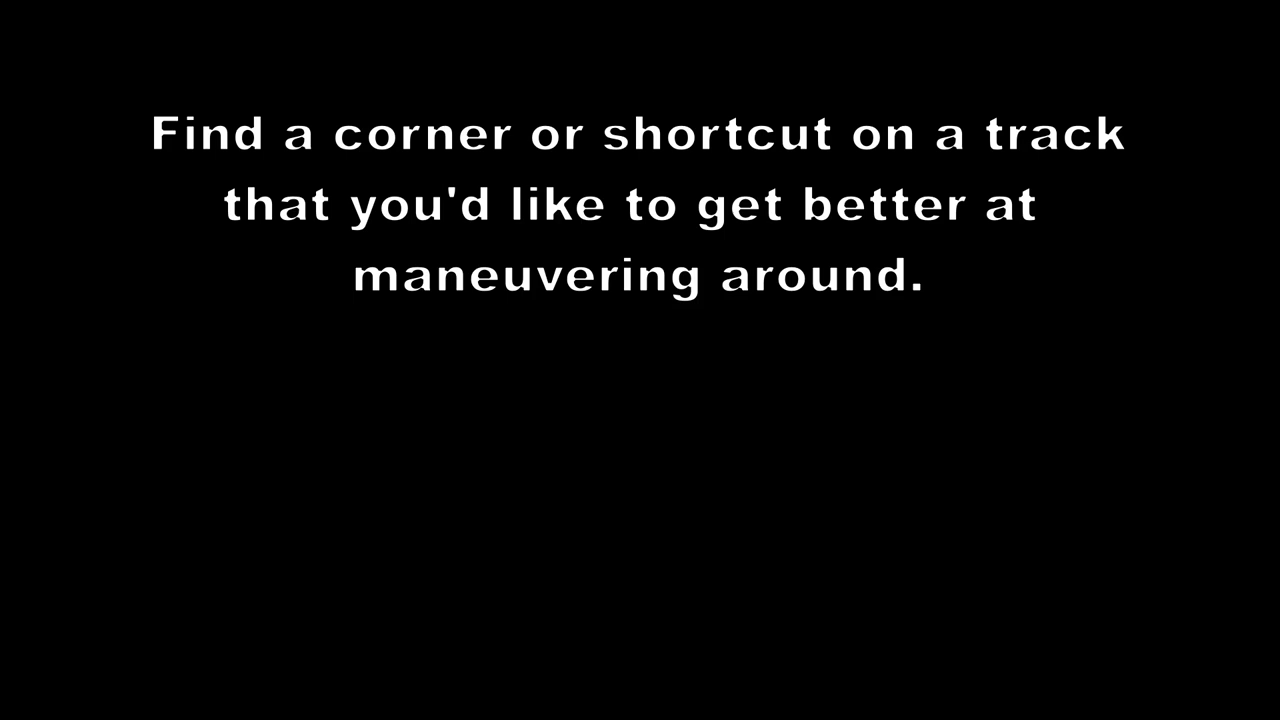 Find a corner or shortcut on a track
that you'd like to get better at
maneuvering around.